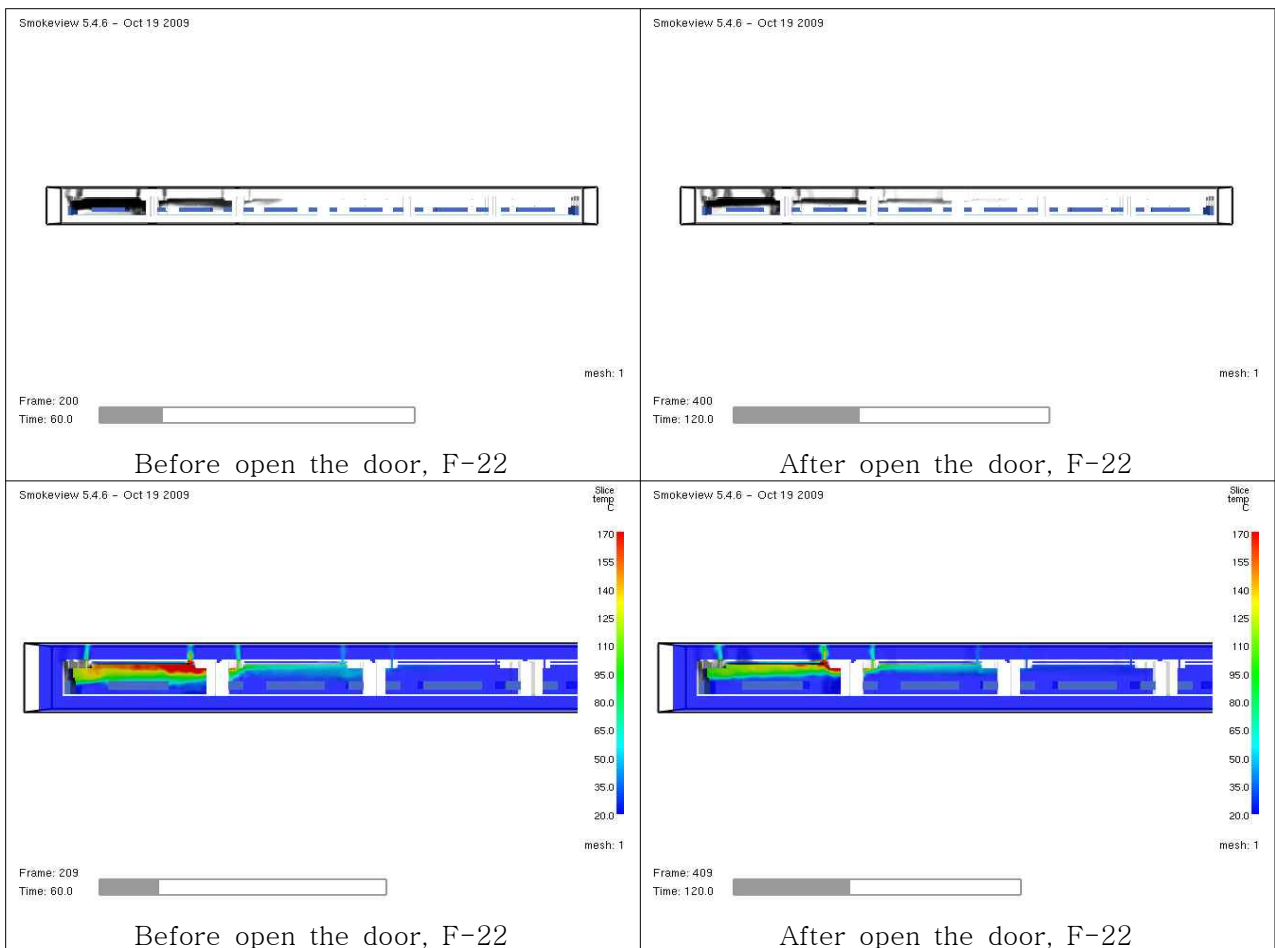 Smokeview 5.4.6 - Oct 19 2009
mesh: 1
Frame: 200
Time: 60.0
Before open the door, F-22
Smokeview 5.4.6 - Oct 19 2009
mesh: 1
Frame: 400
Time: 120.0
After open the door, F-22
Smokeview 5.4.6 - Oct 19 2009
Slice
temp
C
170
155
140
125
110
95.0
80.0
65.0
50.0
35.0
20.0
mesh: 1
Frame: 209
Time: 60.0
Before open the door, F-22
Smokeview 5.4.6 - Oct 19 2009
Slice
temp
C
170
155
140
125
110
95.0
80.0
65.0
50.0
35.0
20.0
mesh: 1
Frame: 409
Time: 120.0
After open the door, F-22